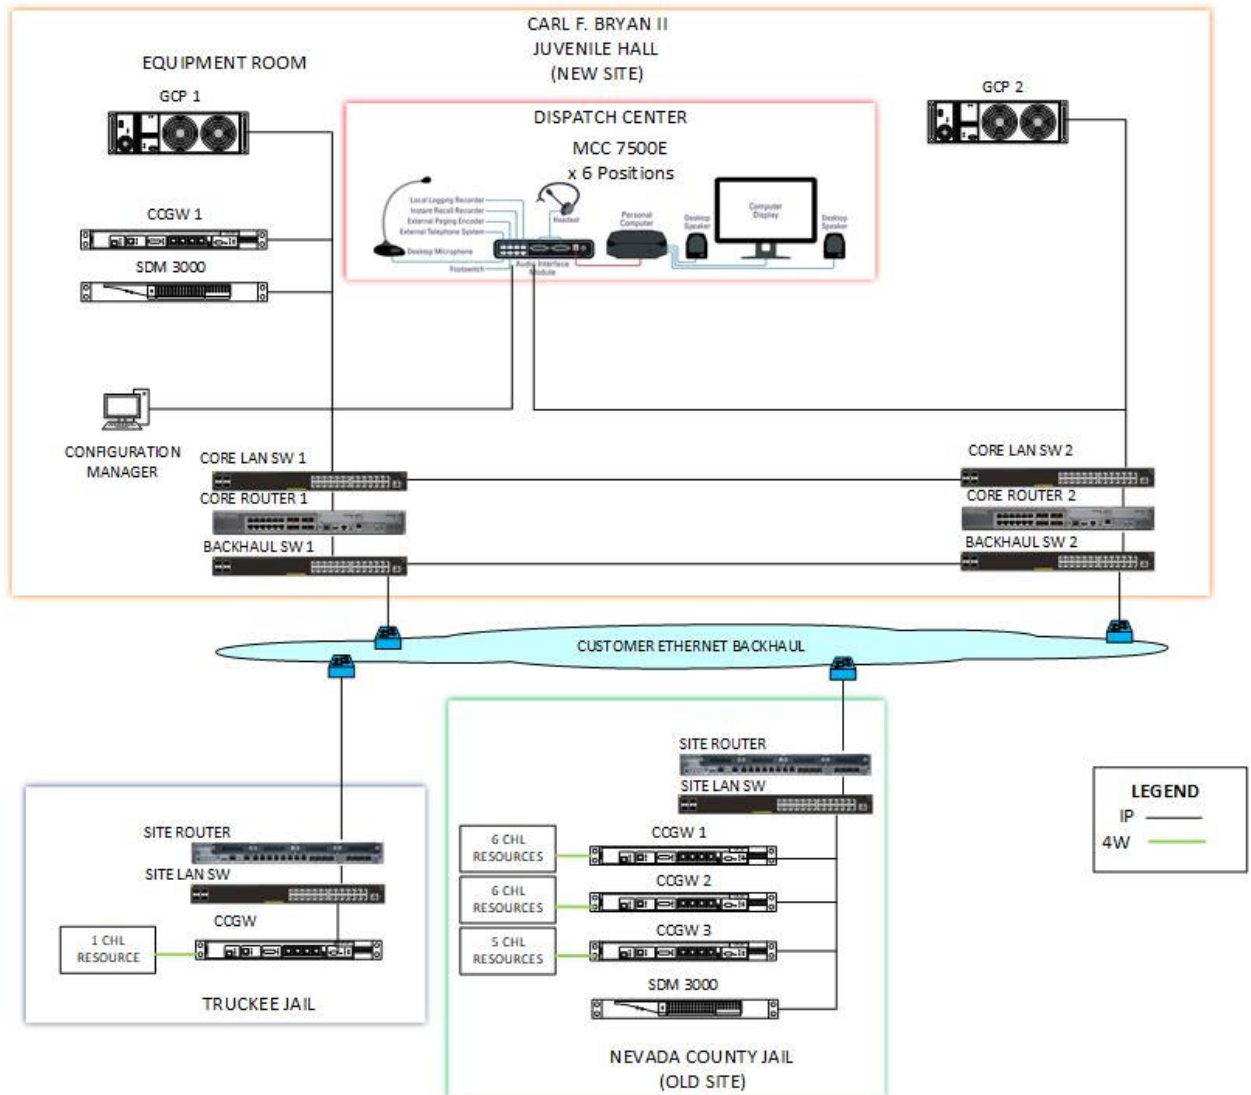 CARL F. BRYAN II
JUVENILE HALL
(NEW SITE)
EQUIPMENT ROOM
GCP 1
GCP 2
DISPATCH CENTER
MCC 7500E
x 6 Positions
Local Logging Recorder
Instant Recall Recorder
External Paging Encoder
External Telephone System
Desktop Microphone
Footswitch
Headset
Audio Interface
Module
Personal
Computer
Desktop
Speaker
Computer
Display
Desktop
Speaker
CCGW 1
SDM 3000
CONFIGURATION
MANAGER
CORE LAN SW 1
CORE ROUTER 1
BACKHAUL SW 1
CORE LAN SW 2
CORE ROUTER 2
BACKHAUL SW 2
CUSTOMER ETHERNET BACKHAUL
SITE ROUTER
SITE LAN SW
CCGW
1 CHL
RESOURCE
TRUCKEE JAIL
SITE ROUTER
SITE LAN SW
6 CHL
RESOURCES
CCGW 1
6 CHL
RESOURCES
CCGW 2
5 CHL
RESOURCES
CCGW 3
SDM 3000
NEVADA COUNTY JAIL
(OLD SITE)
LEGEND
IP
4W